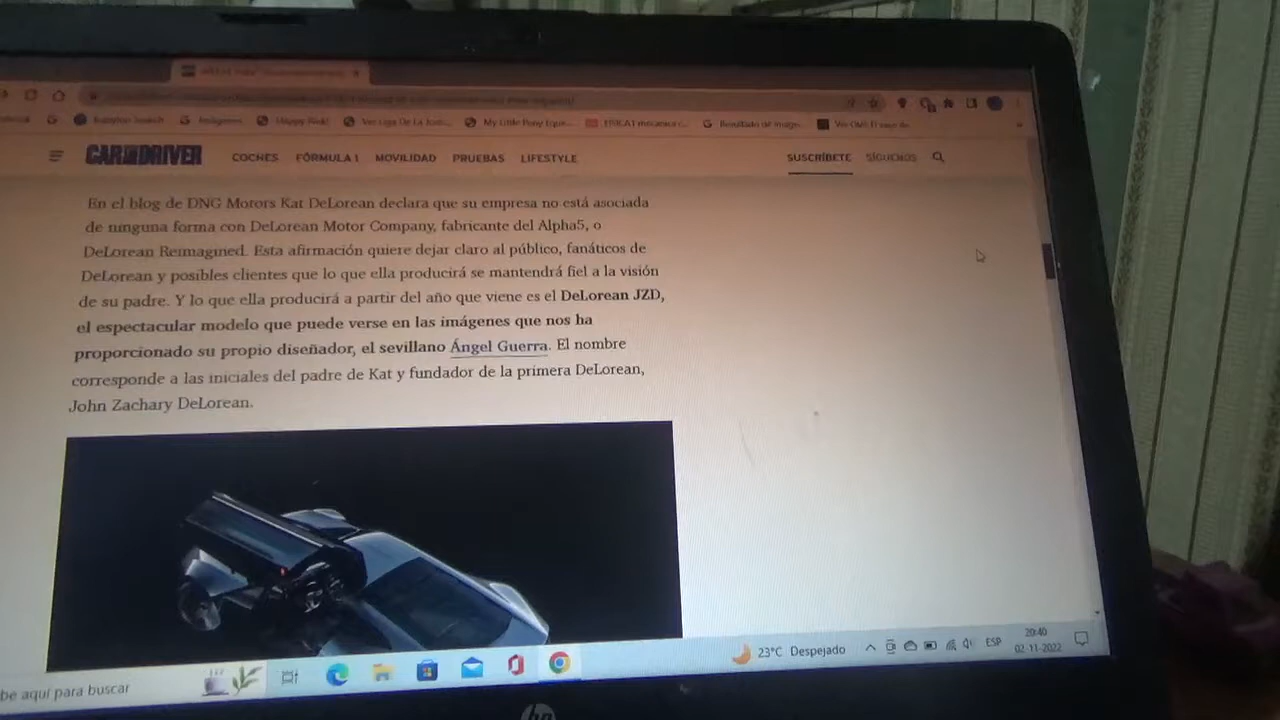 My Little Pony Eque...
CAR AND DRIVER
COCHES FÓRMULA 1 MOVILIDAD PRUEBAS LIFESTYLE
SUSCRÍBETE SÍGUENOS
En el blog de DNG Motors Kat DeLorean declara que su empresa no está asociada
de ninguna forma con DeLorean Motor Company, fabricante del Alpha5, o
DeLorean Reimagined. Esta afirmación quiere dejar claro al público, fanáticos de
DeLorean y posibles clientes que lo que ella producirá se mantendrá fiel a la visión
de su padre. Y lo que ella producirá a partir del año que viene es el DeLorean JZD,
el espectacular modelo que puede verse en las imágenes que nos ha
proporcionado su propio diseñador, el sevillano Ángel Guerra. El nombre
corresponde a las iniciales del padre de Kat y fundador de la primera DeLorean,
John Zachary DeLorean.
be aquí para buscar
23°C Despejado
ESP
20:40
02-11-2022
hp